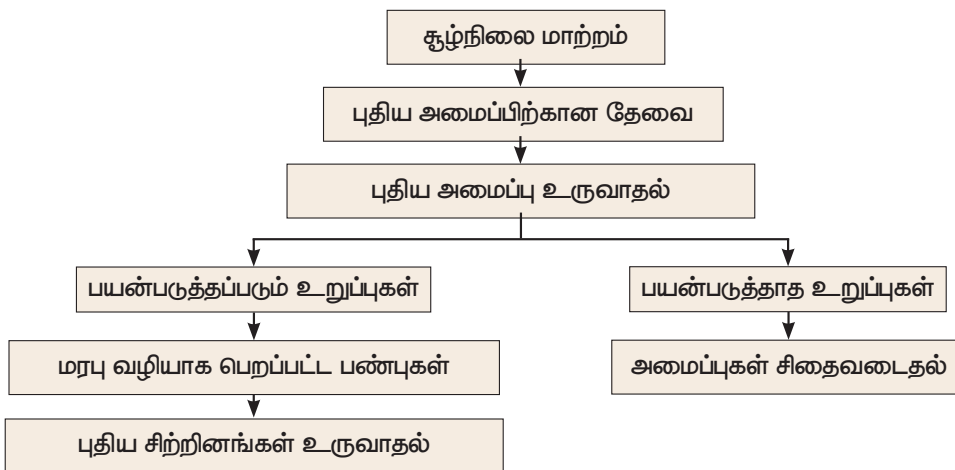 சூழ்நிலை மாற்றம்
புதிய அமைப்பிற்கான தேவை
புதிய அமைப்பு உருவாதல்
பயன்படுத்தப்படும் உறுப்புகள்
பயன்படுத்தாத உறுப்புகள்
மரபு வழியாக பெறப்பட்ட பண்புகள்
அமைப்புகள் சிதைவடைதல்
புதிய சிற்றினங்கள் உருவாதல்